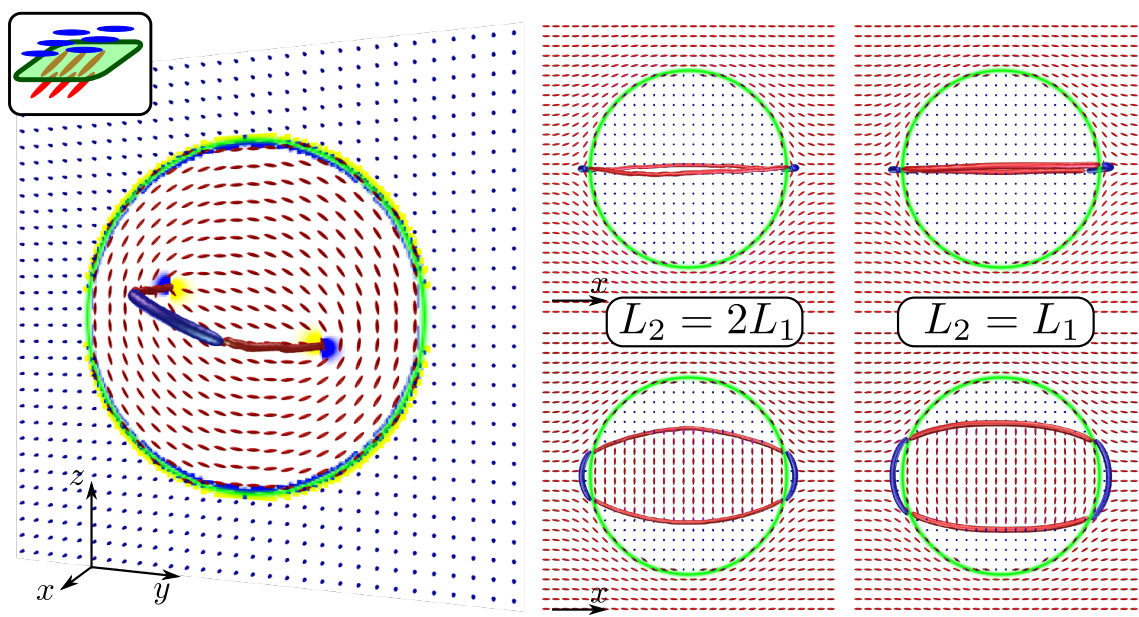 z
x
y
x
L₂ = 2L₁
L₂ = L₁
x